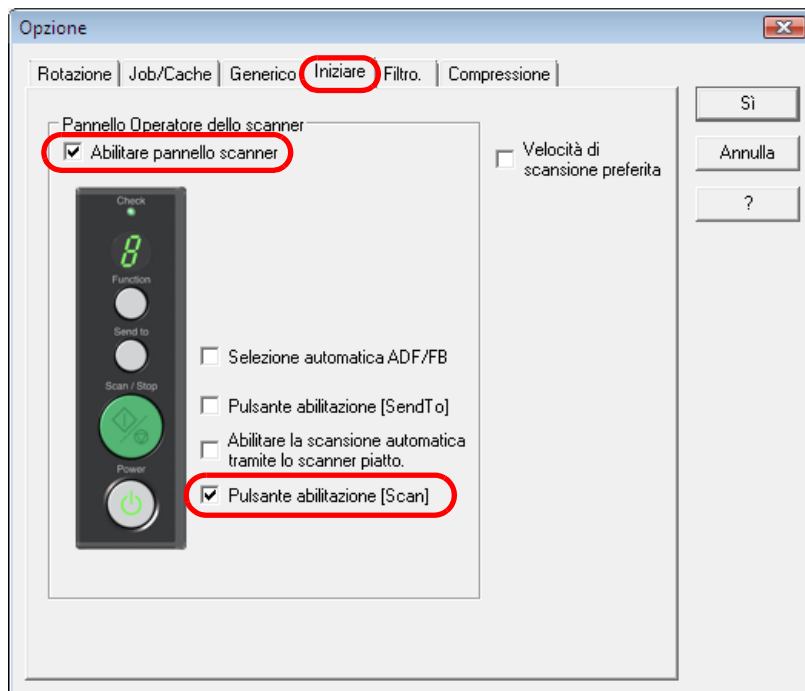 Opzione
Rotazione
Job/Cache
Generico
Iniziare
Filtro.
Compressione
Sì
Annulla
?
Pannello Operatore dello scanner
Abilitare pannello scanner
Velocità di
scansione preferita
Check
8
Function
Send to
Scan / Stop
Power
Selezione automatica ADF/FB
Pulsante abilitazione [SendTo]
Abilitare la scansione automatica
tramite lo scanner piatto.
Pulsante abilitazione [Scan]